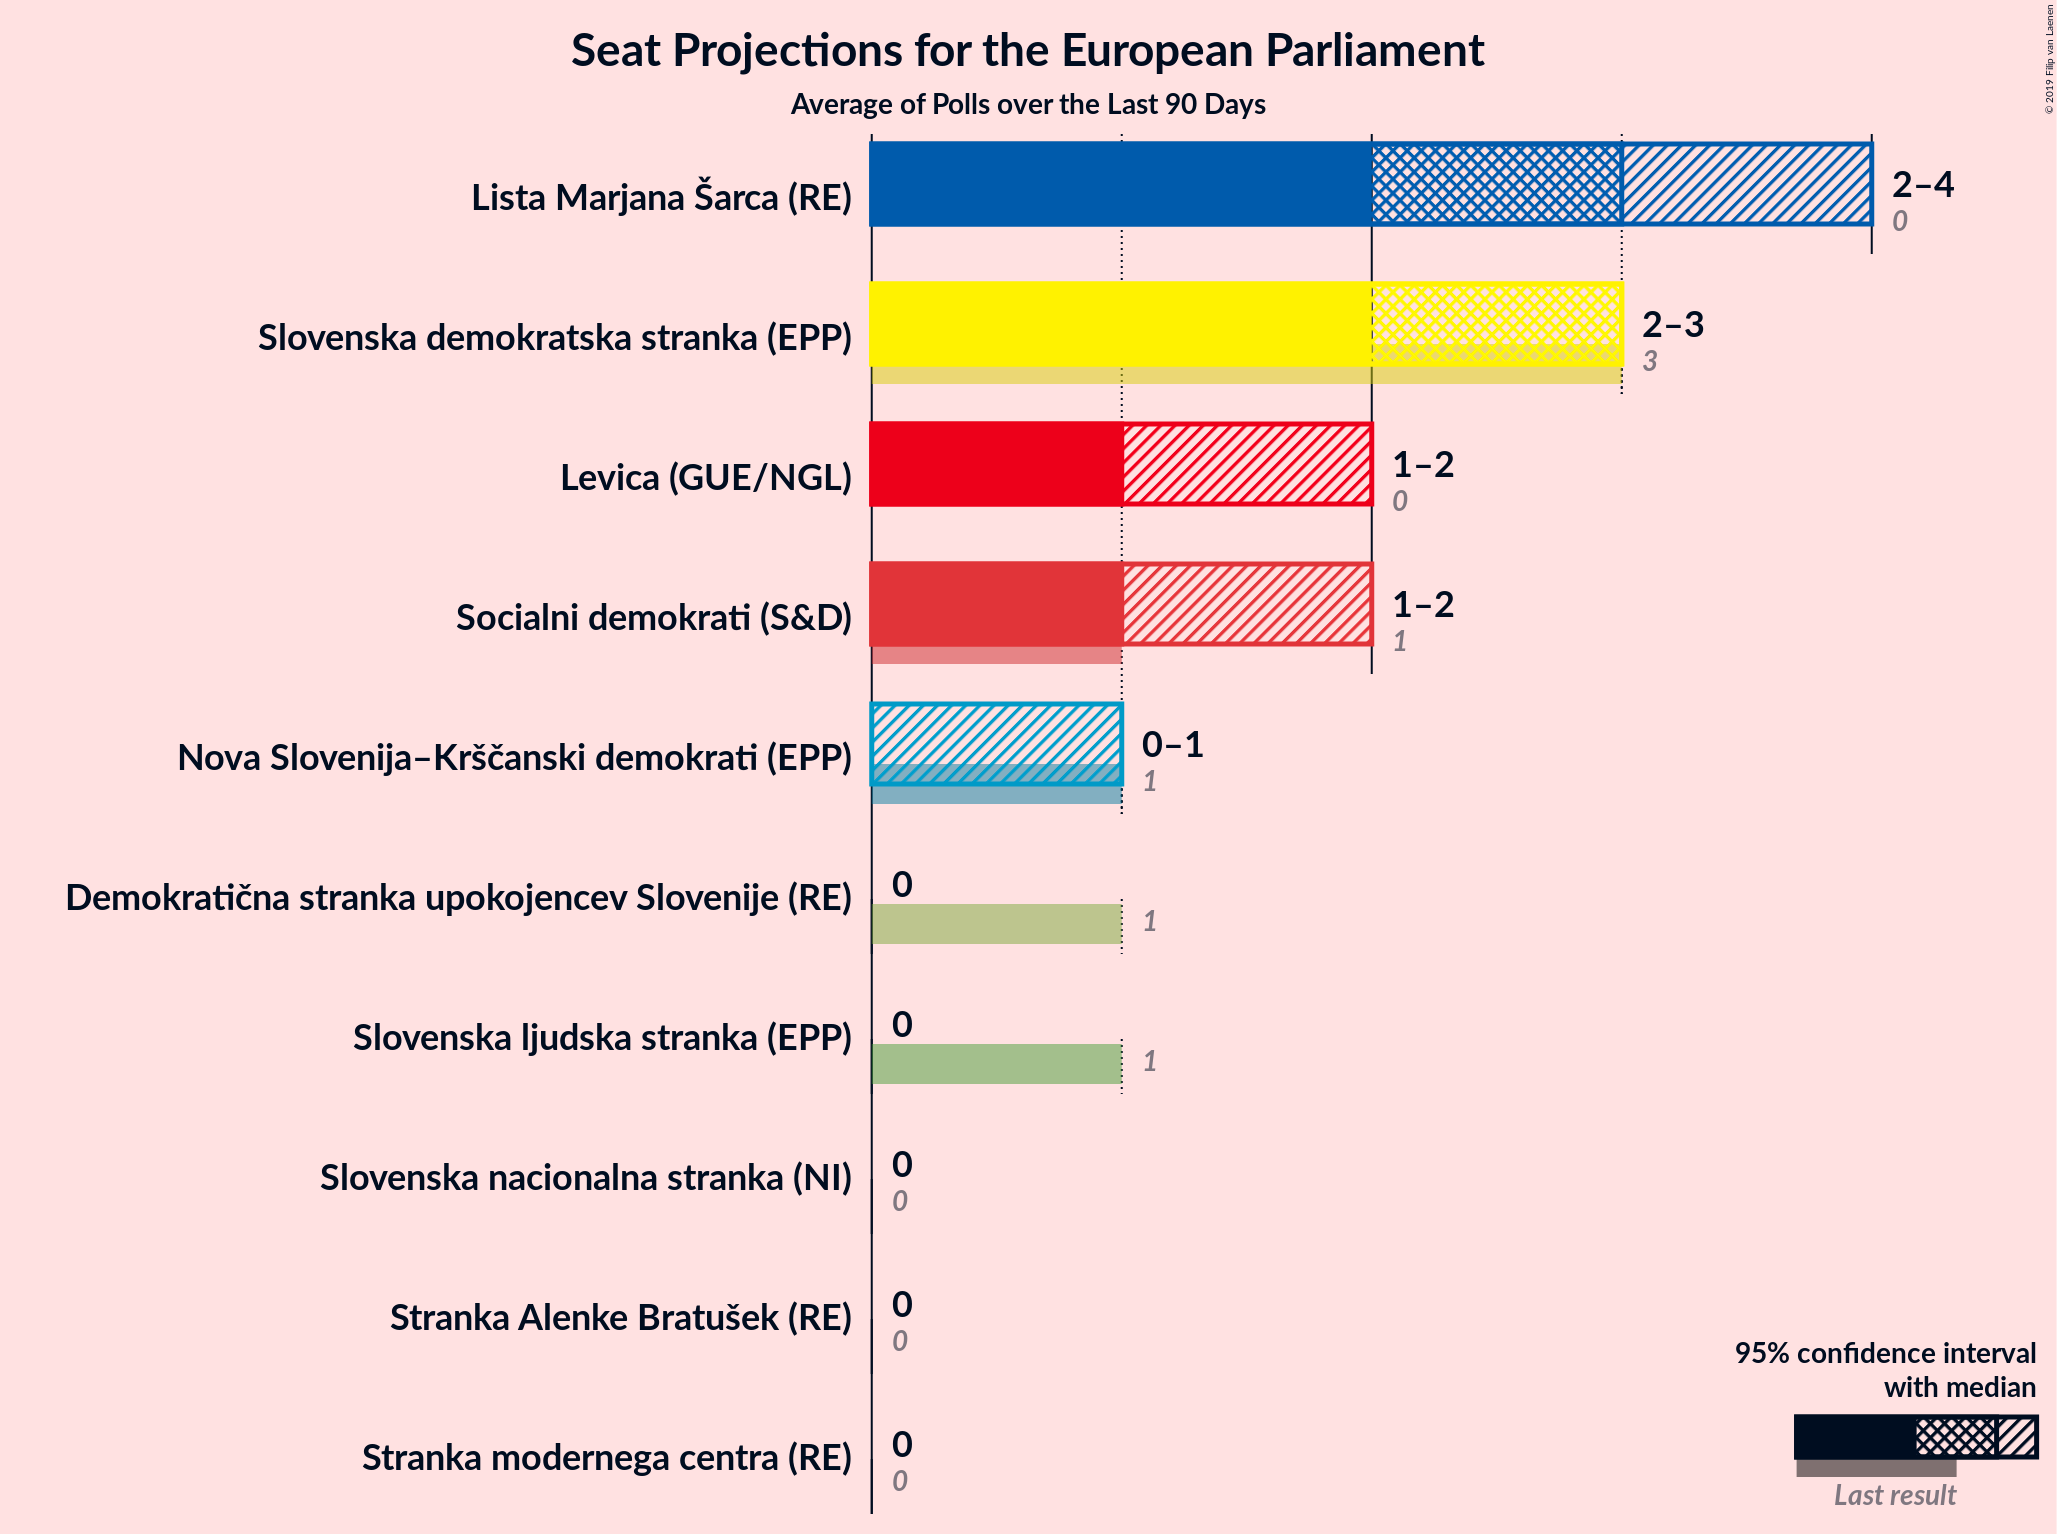 Seat Projections for the European Parliament
Average of Polls over the Last 90 Days
© 2019 Filip van Laenen
Lista Marjana Šarca (RE)
2–4
0
Slovenska demokratska stranka (EPP)
2–3
3
Levica (GUE/NGL)
1–2
0
Socialni demokrati (S&D)
1–2
1
Nova Slovenija–Krščanski demokrati (EPP)
0–1
1
Demokratična stranka upokojencev Slovenije (RE)
0
1
Slovenska ljudska stranka (EPP)
0
1
Slovenska nacionalna stranka (NI)
0
0
Stranka Alenke Bratušek (RE)
0
0
Stranka modernega centra (RE)
0
0
95% confidence interval
with median
Last result